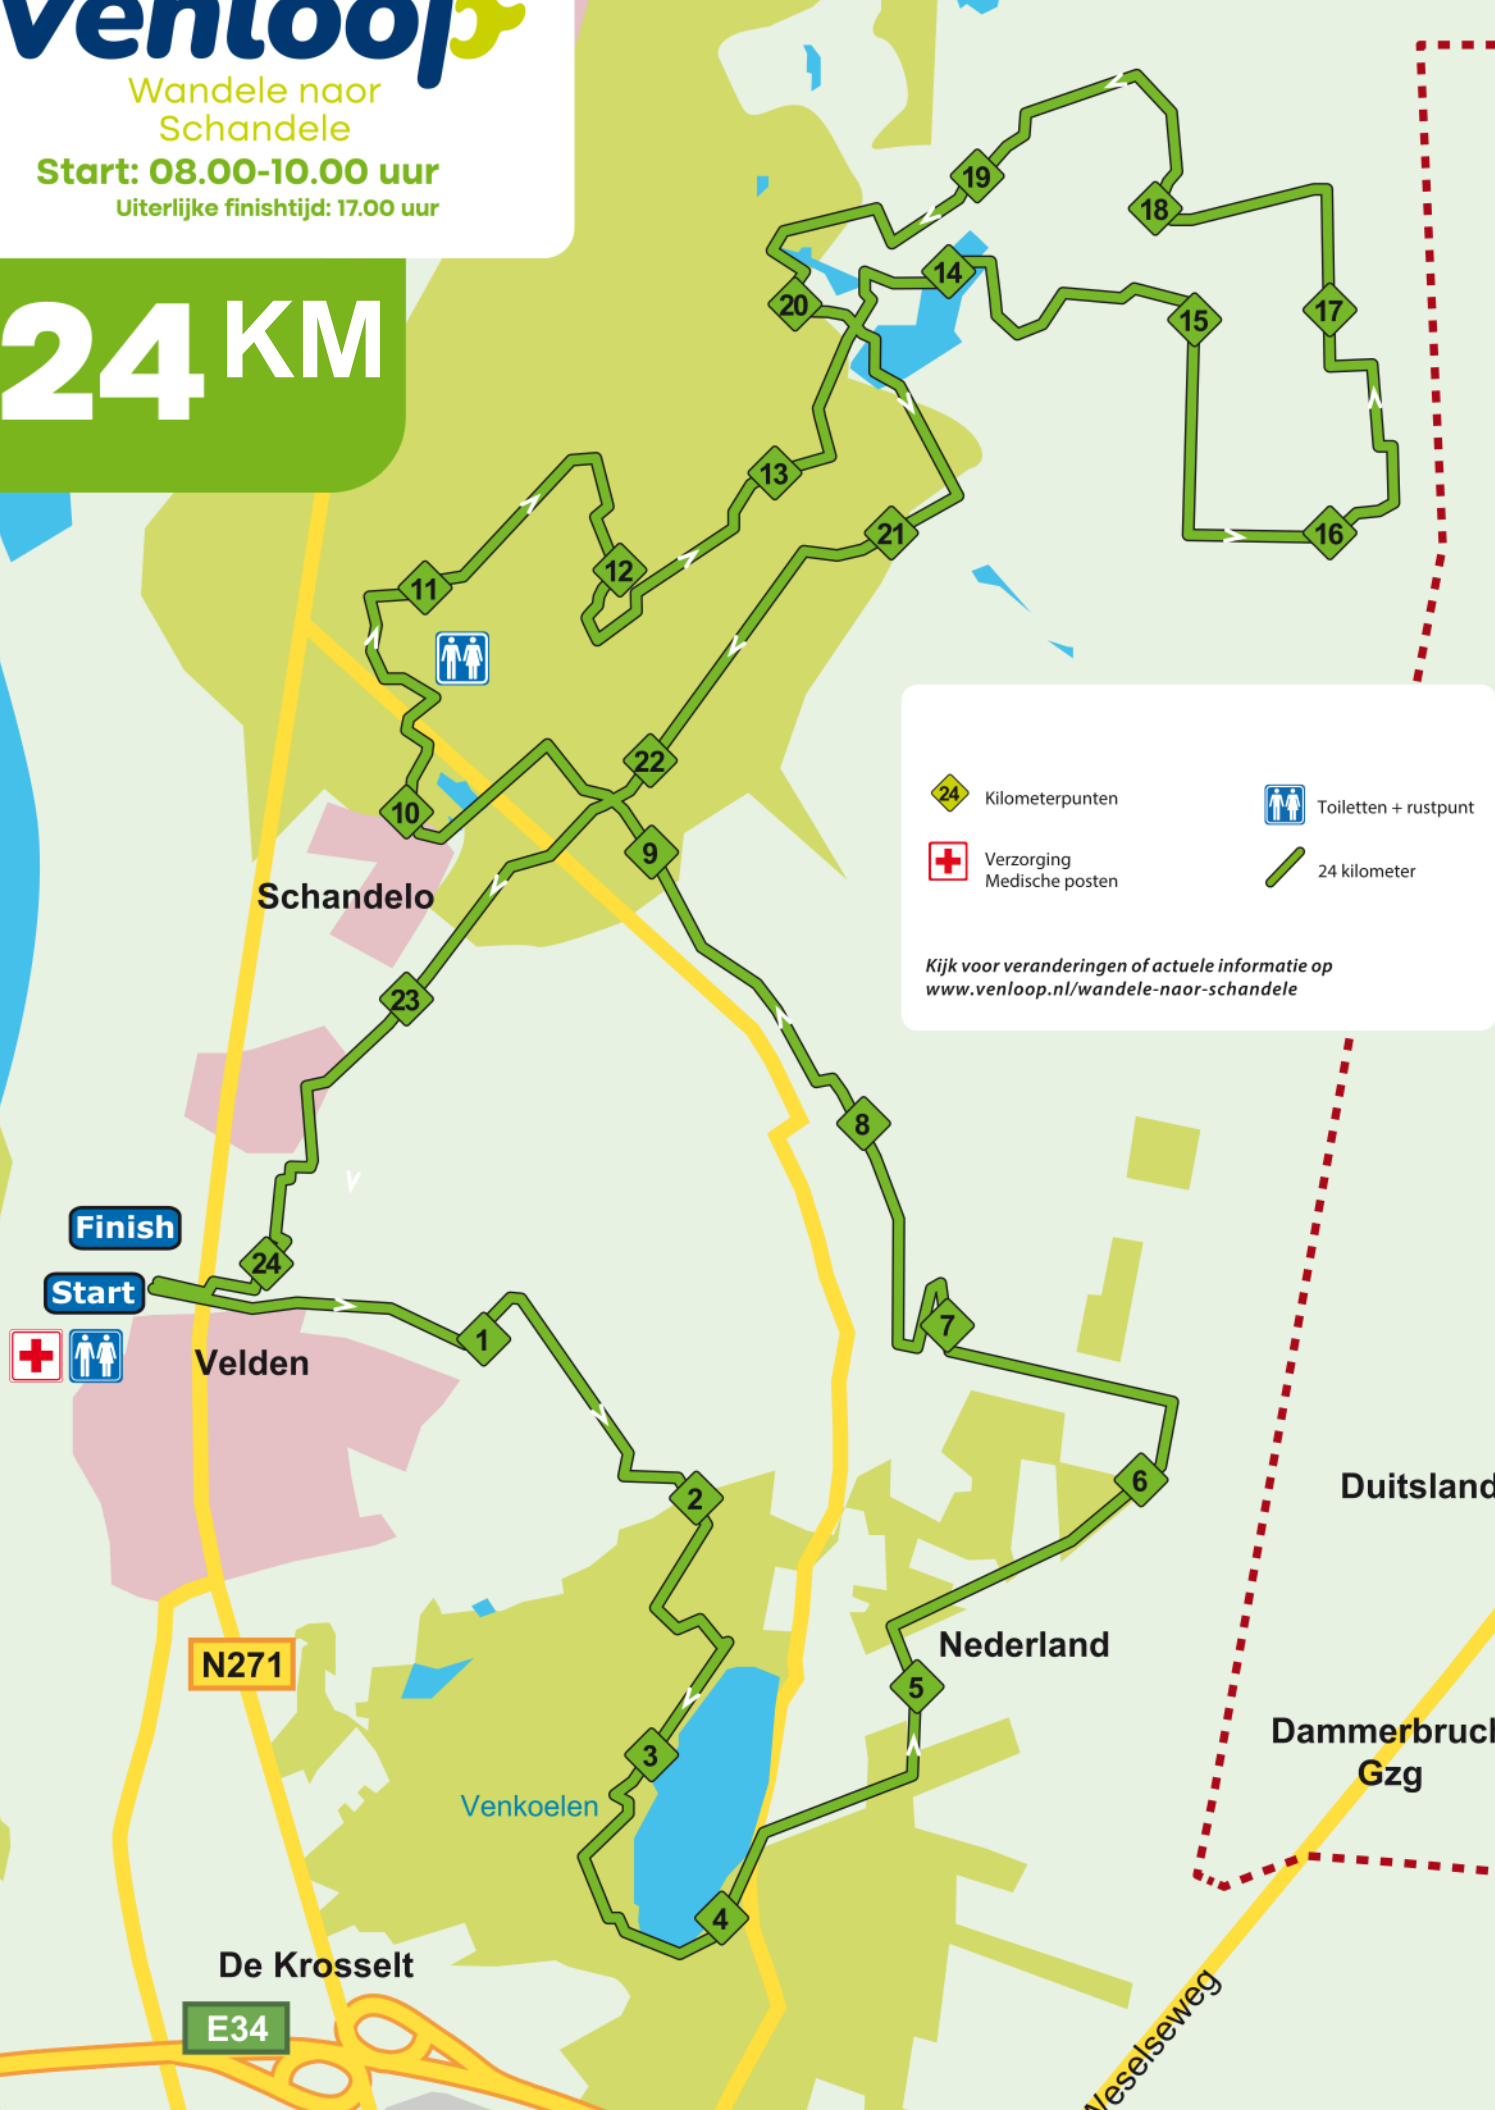 Venloop
Wandele naor
Schandele
Start: 08.00-10.00 uur
Uiterlijke finishtijd: 17.00 uur
24 KM
19
18
14
20
15
17
13
21
16
12
11
22
10
9
24
Kilometerpunten
Toiletten + rustpunt
Verzorging
Medische posten
24 kilometer
Kijk voor veranderingen of actuele informatie op
www.venloop.nl/wandele-naor-schandele
Schandelo
23
8
Finish
24
Start
1
7
Velden
6
Duitsland
2
Nederland
N271
5
Dammerbruch
Gzg
3
Venkoelen
4
De Krosselt
E34
Weselseweg